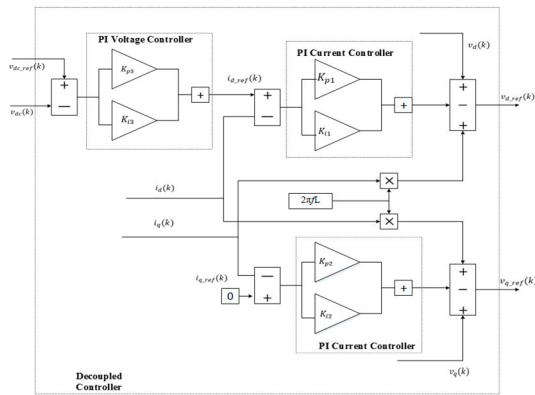 PI Voltage Controller
PI Current Controller
v_d(k)
v_dc_ref(k)
K_p3
i_d_ref(k)
K_p1
+
−
+
+
−
+
+
−
+
v_d_ref(k)
v_dc(k)
K_i3
K_i1
i_d(k)
×
2πfL
i_q(k)
×
i_q_ref(k)
0
−
+
K_p2
K_i2
+
+
−
+
v_q_ref(k)
PI Current Controller
v_q(k)
Decoupled
Controller